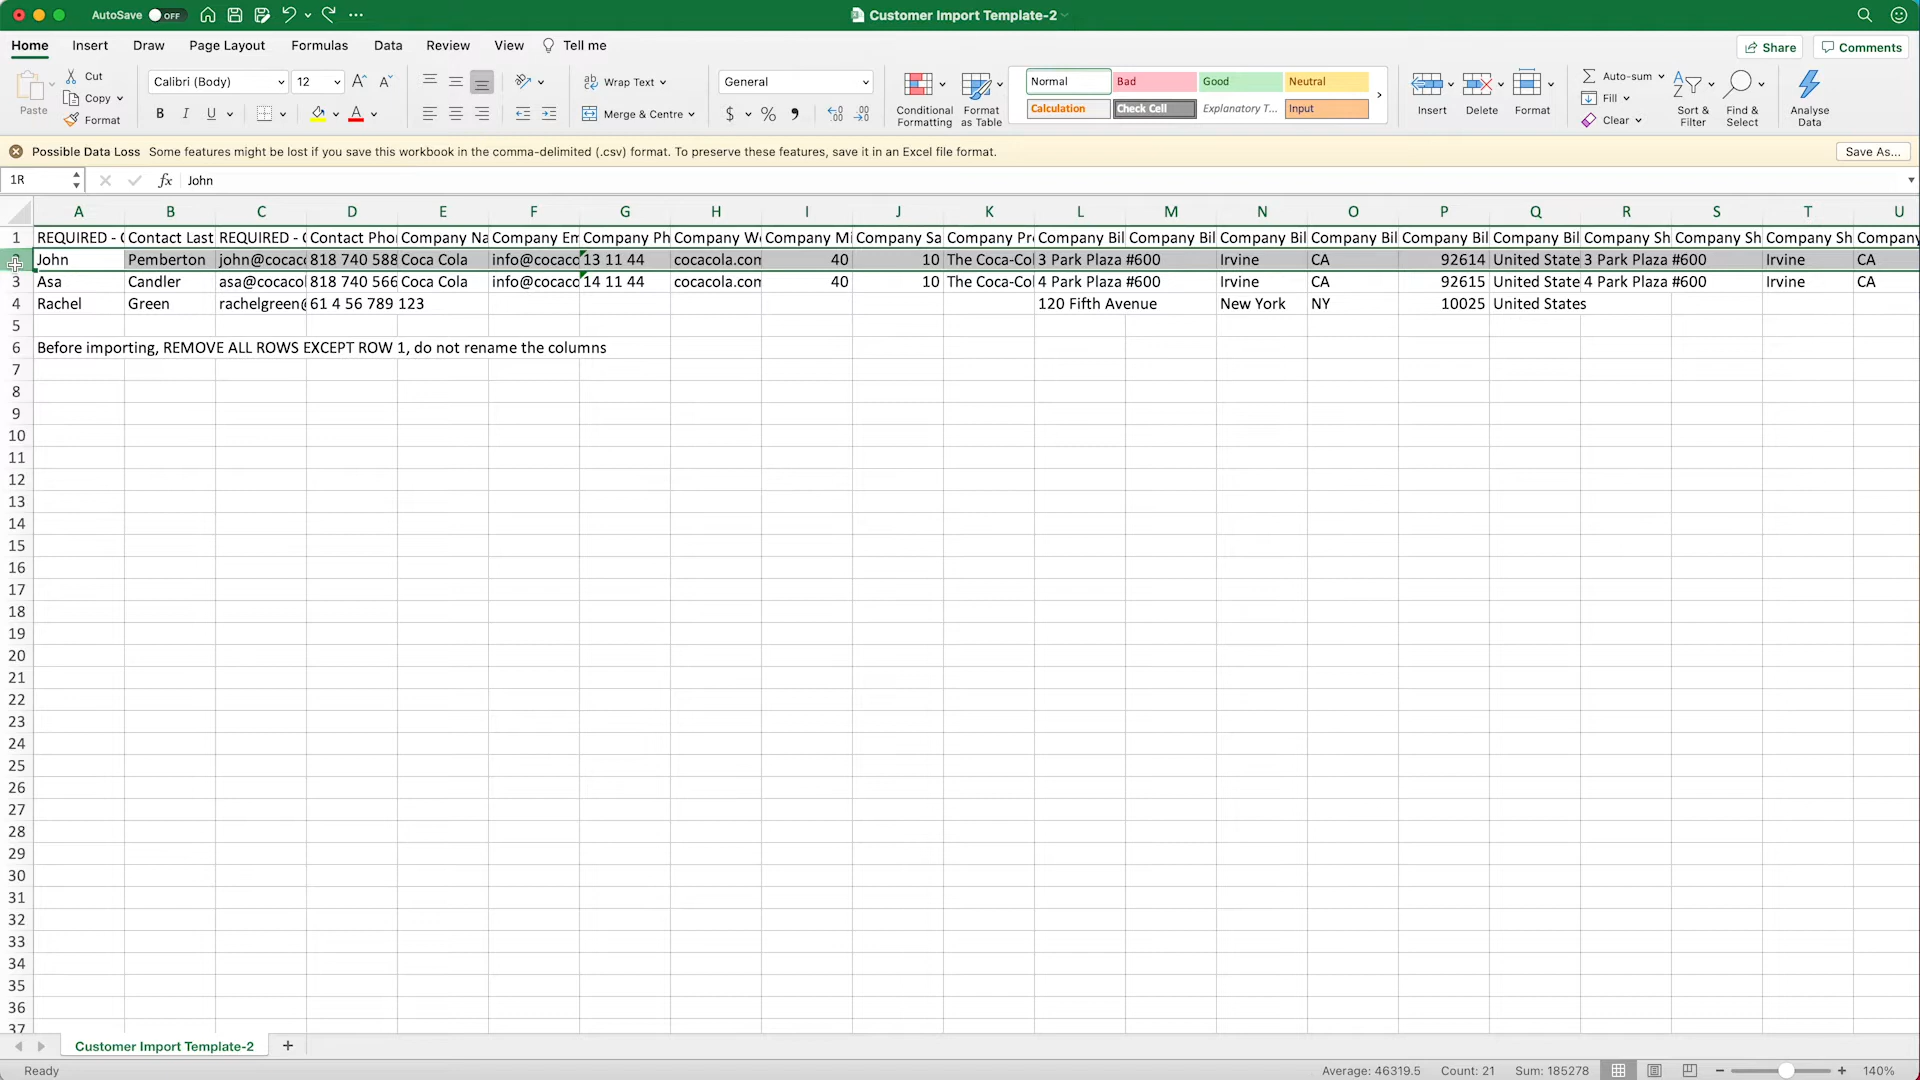 AutoSave OFF
Customer Import Template-2
Home Insert Draw Page Layout Formulas Data Review View Tell me
Share Comments
Paste
Cut
Copy
Format
Calibri (Body) 12
B I U
Wrap Text
Merge & Centre
General
$ % ,
Conditional Formatting
Format as Table
Normal Bad Good Neutral
Calculation Check Cell Explanatory T... Input
Insert Delete Format
Auto-sum
Fill
Clear
Sort & Filter
Find & Select
Analyse Data
Possible Data Loss Some features might be lost if you save this workbook in the comma-delimited (.csv) format. To preserve these features, save it in an Excel file format. Save As...
1R fx John
A B C D E F G H I J K L M N O P Q R S T U
1 REQUIRED - Contact Last REQUIRED - Contact Pho Company Na Company Em Company Ph Company We Company Mi Company Sa Company Pr Company Bil Company Bil Company Bil Company Bil Company Bil Company Bil Company Sh Company Sh Company Sh Company
John Pemberton john@cocac 818 740 588 Coca Cola info@cocaco 13 11 44 cocacola.com 40 10 The Coca-Col 3 Park Plaza #600 Irvine CA 92614 United State 3 Park Plaza #600 Irvine CA
3 Asa Candler asa@cocacol 818 740 566 Coca Cola info@cocaco 14 11 44 cocacola.com 40 10 The Coca-Col 4 Park Plaza #600 Irvine CA 92615 United State 4 Park Plaza #600 Irvine CA
4 Rachel Green rachelgreen@ 61 4 56 789 123 120 Fifth Avenue New York NY 10025 United States
5
6 Before importing, REMOVE ALL ROWS EXCEPT ROW 1, do not rename the columns
7
8
9
10
11
12
13
14
15
16
17
18
19
20
21
22
23
24
25
26
27
28
29
30
31
32
33
34
35
36
37
Customer Import Template-2
Ready Average: 46319.5 Count: 21 Sum: 185278 140%